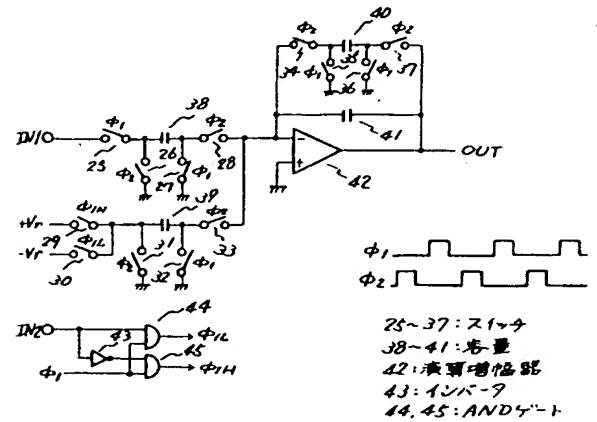 40
Φ2
Φ2
34
Φ1
35
Φ1
37
36
38
41
IN1
Φ1
Φ2
25
Φ2
26
27
Φ1
28
39
OUT
42
+Vr
Φ1H
29
-Vr
Φ1L
30
Φ2
31
32
Φ1
Φ2
33
Φ1
Φ2
44
IN2
43
Φ1L
45
Φ1
Φ1H
25~37:スイッチ
38~41:容量
42:演算増幅器
43:インバータ
44,45:ANDゲート